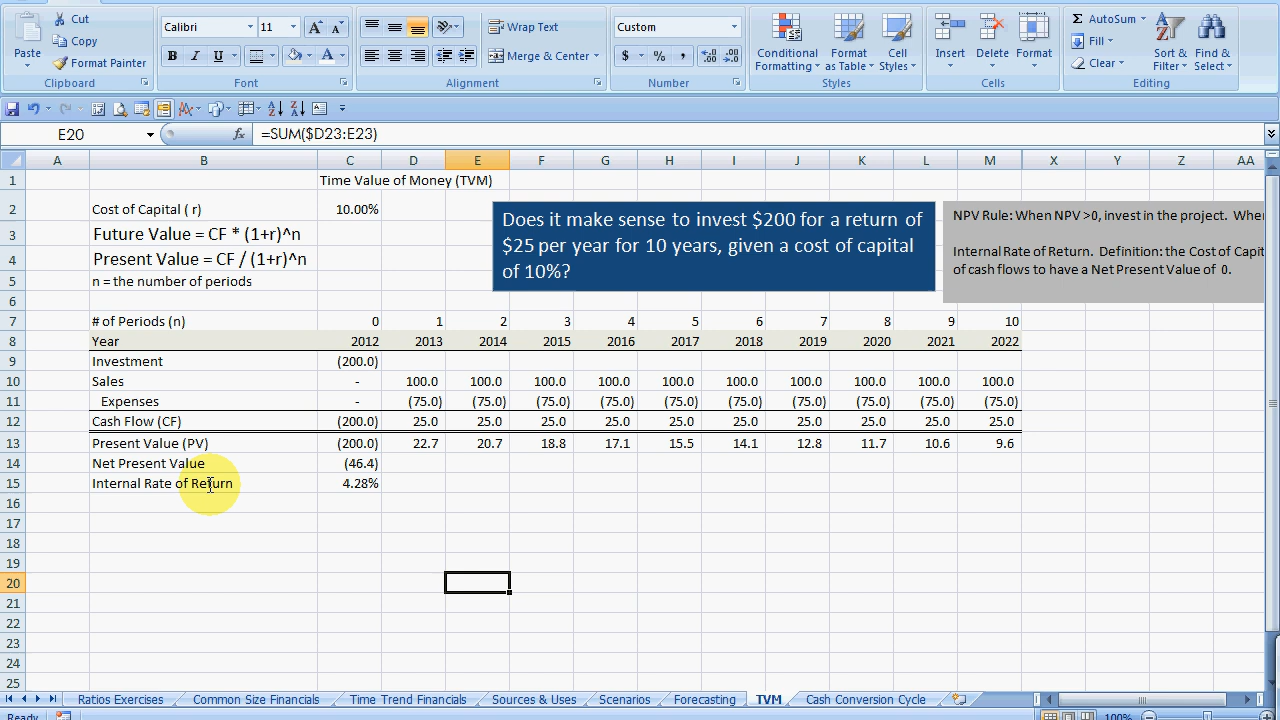 Cut
Copy
Format Painter
Paste
Clipboard
Calibri 11 A A
B I U A
Font
Wrap Text
Merge & Center
Alignment
Custom
$ % , .00 .0
Number
Conditional Formatting
Format as Table
Cell Styles
Styles
Insert Delete Format
Cells
Σ AutoSum
Fill
Clear
Sort & Filter
Find & Select
Editing
E20 fx =SUM($D23:E23)
A B C D E F G H I J K L M X Y Z AA
1 Time Value of Money (TVM)
2 Cost of Capital ( r) 10.00%
3 Future Value = CF * (1+r)^n
4 Present Value = CF / (1+r)^n
5 n = the number of periods
Does it make sense to invest $200 for a return of
$25 per year for 10 years, given a cost of capital
of 10%?
NPV Rule: When NPV >0, invest in the project. Whe
Internal Rate of Return. Definition: the Cost of Capit
of cash flows to have a Net Present Value of 0.
6
7 # of Periods (n) 0 1 2 3 4 5 6 7 8 9 10
8 Year 2012 2013 2014 2015 2016 2017 2018 2019 2020 2021 2022
9 Investment (200.0)
10 Sales - 100.0 100.0 100.0 100.0 100.0 100.0 100.0 100.0 100.0 100.0
11 Expenses - (75.0) (75.0) (75.0) (75.0) (75.0) (75.0) (75.0) (75.0) (75.0) (75.0)
12 Cash Flow (CF) (200.0) 25.0 25.0 25.0 25.0 25.0 25.0 25.0 25.0 25.0 25.0
13 Present Value (PV) (200.0) 22.7 20.7 18.8 17.1 15.5 14.1 12.8 11.7 10.6 9.6
14 Net Present Value (46.4)
15 Internal Rate of Return 4.28%
16
17
18
19
20
21
22
23
24
25
Ratios Exercises Common Size Financials Time Trend Financials Sources & Uses Scenarios Forecasting TVM Cash Conversion Cycle
Ready 100%